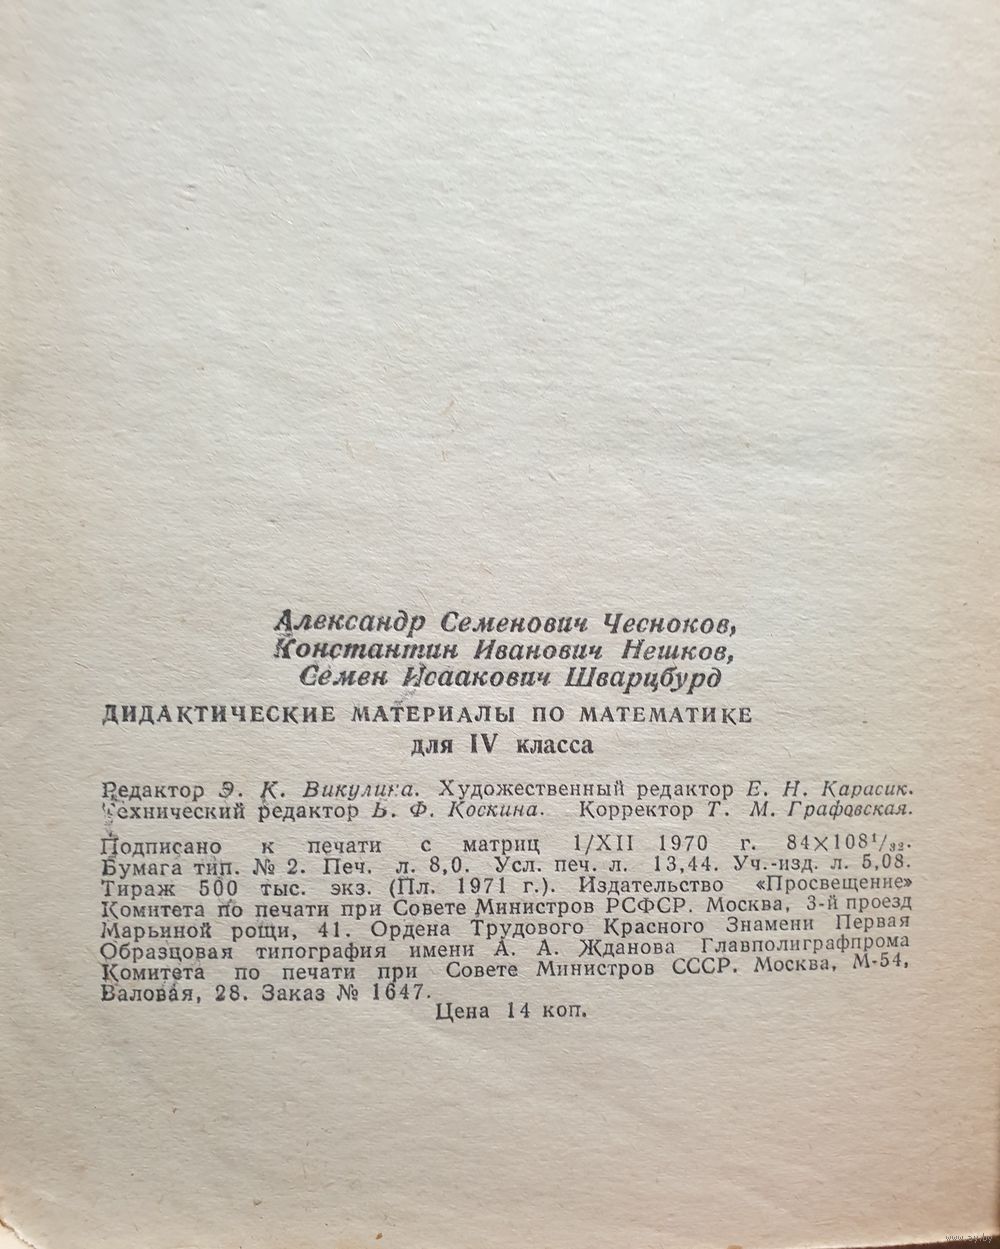 Александр Семенович Чесноков,
Константин Иванович Нешков,
Семен Исаакович Шварцбурд
ДИДАКТИЧЕСКИЕ МАТЕРИАЛЫ ПО МАТЕМАТИКЕ
для IV класса
Редактор Э. К. Викулина. Художественный редактор Е. Н. Карасик.
Технический редактор В. Ф. Коскина. Корректор Т. М. Графовская.
Подписано к печати с матриц 1/XII 1970 г. 84×108¹/₃₂.
Бумага тип. № 2. Печ. л. 8,0. Усл. печ. л. 13,44. Уч.-изд. л. 5,08.
Тираж 500 тыс. экз. (Пл. 1971 г.). Издательство «Просвещение»
Комитета по печати при Совете Министров РСФСР. Москва, 3-й проезд
Марьиной рощи, 41. Ордена Трудового Красного Знамени Первая
Образцовая типография имени А. А. Жданова Главполиграфпрома
Комитета по печати при Совете Министров СССР. Москва, М-54,
Валовая, 28. Заказ № 1647.
Цена 14 коп.
www.ay.by